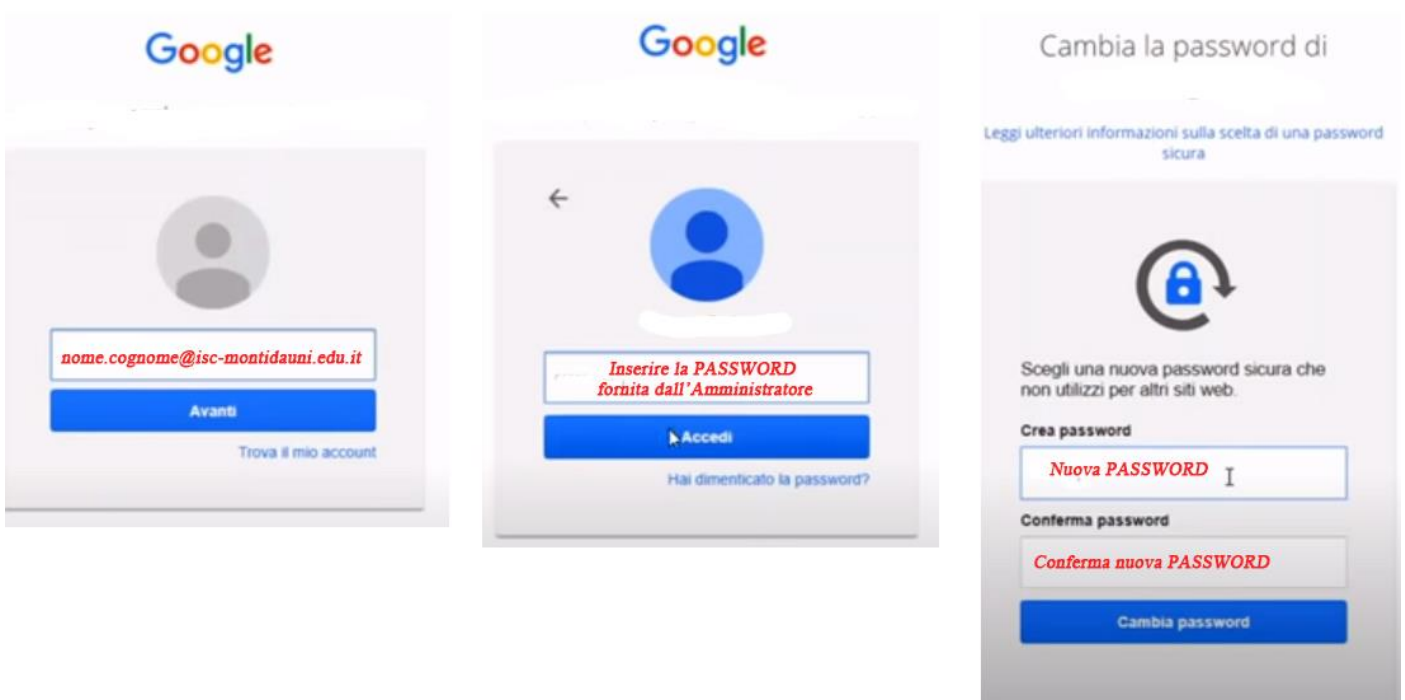 Google
nome.cognome@isc-montidauni.edu.it
Avanti
Trova il mio account
Google
Inserire la PASSWORD
fornita dall'Amministratore
Accedi
Hai dimenticato la password?
Cambia la password di
Leggi ulteriori informazioni sulla scelta di una password
sicura
Scegli una nuova password sicura che
non utilizzi per altri siti web.
Crea password
Nuova PASSWORD
Conferma password
Conferma nuova PASSWORD
Cambia password